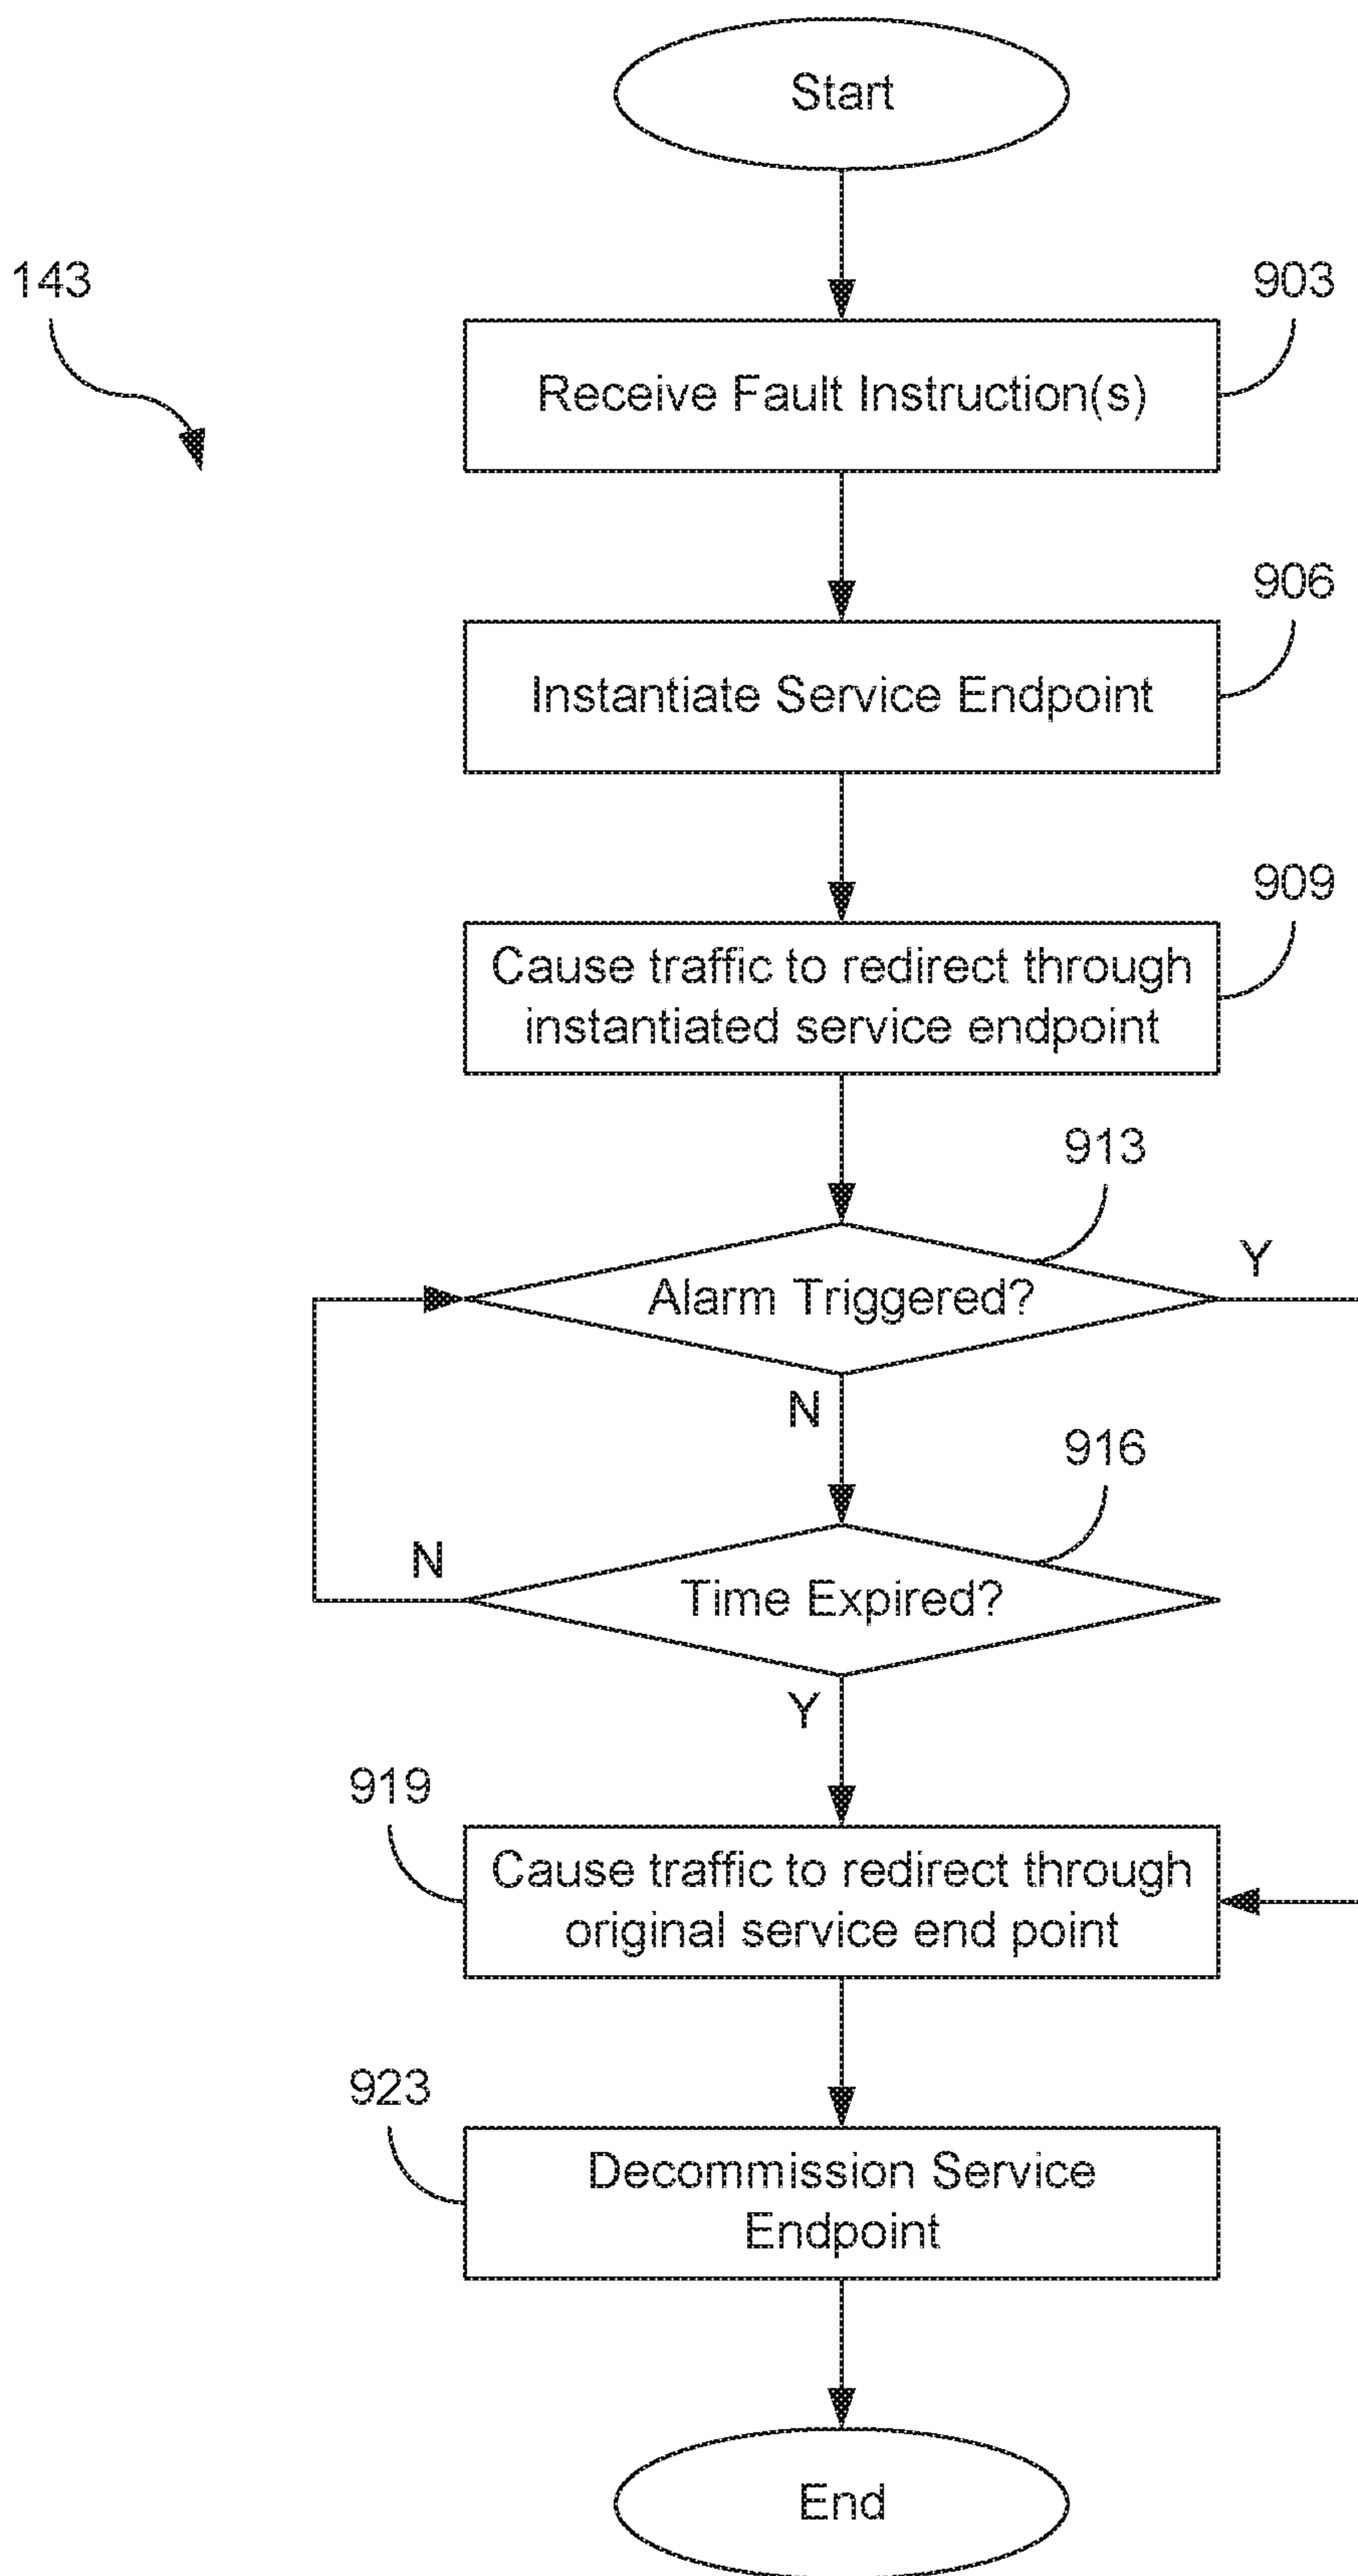 Start
143
903
Receive Fault Instruction(s)
906
Instantiate Service Endpoint
909
Cause traffic to redirect through
instantiated service endpoint
913
Y
Alarm Triggered?
N
916
N
Time Expired?
Y
919
Cause traffic to redirect through
original service end point
923
Decommission Service
Endpoint
End